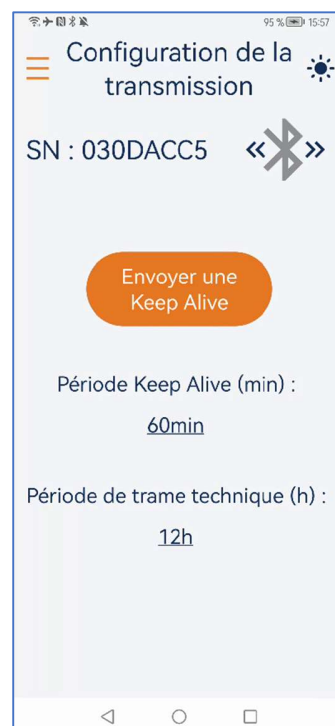 95 % 15:57
Configuration de la
transmission
SN : 030DACC5
Envoyer une
Keep Alive
Période Keep Alive (min) :
60min
Période de trame technique (h) :
12h